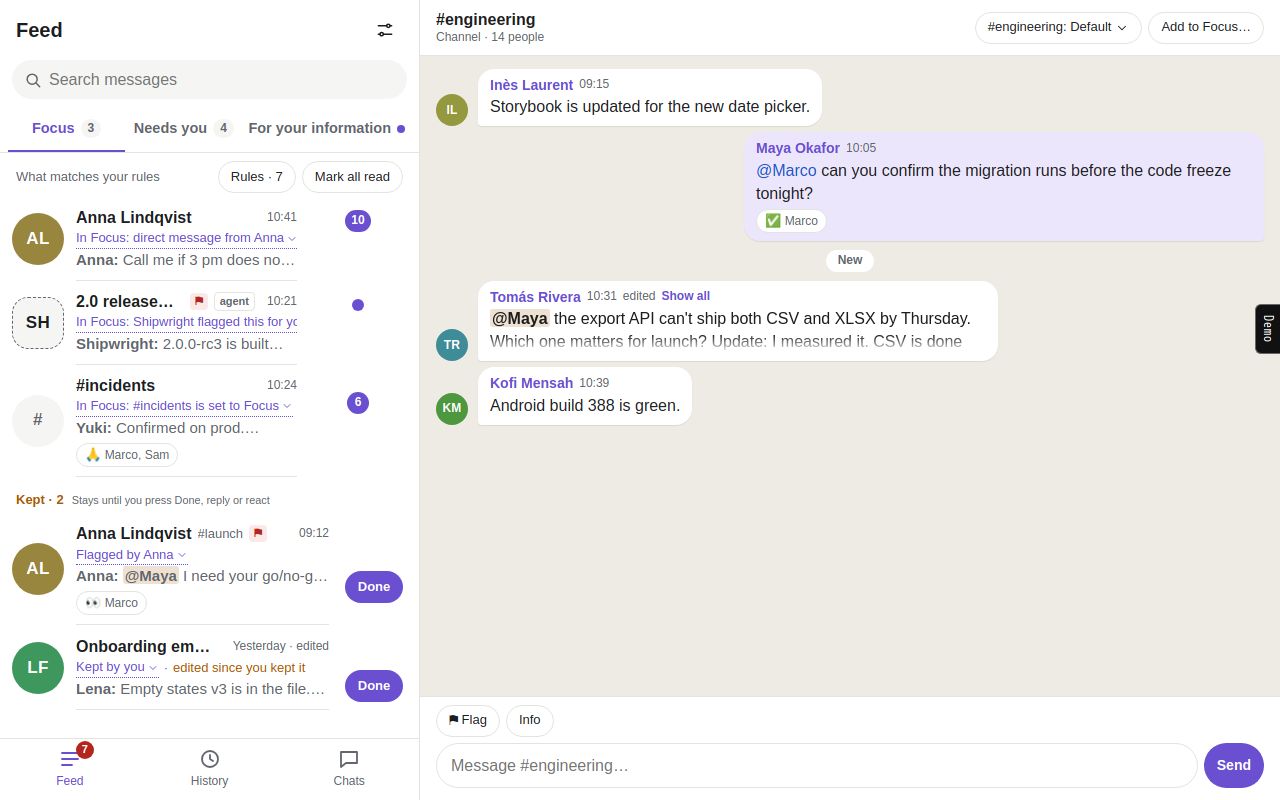 Feed
Search messages
Focus 3
Needs you 4
For your information
What matches your rules
Rules · 7
Mark all read
AL
Anna Lindqvist
10:41
10
In Focus: direct message from Anna
Anna: Call me if 3 pm does no…
SH
2.0 release…
agent
10:21
In Focus: Shipwright flagged this for yo
Shipwright: 2.0.0-rc3 is built…
#
#incidents
10:24
In Focus: #incidents is set to Focus
6
Yuki: Confirmed on prod.…
🙏 Marco, Sam
Kept · 2 Stays until you press Done, reply or react
AL
Anna Lindqvist #launch
09:12
Flagged by Anna
Anna: @Maya I need your go/no-g…
Done
👀 Marco
LF
Onboarding em…
Yesterday · edited
Kept by you · edited since you kept it
Lena: Empty states v3 is in the file.…
Done
7
Feed
History
Chats
#engineering
Channel · 14 people
#engineering: Default
Add to Focus…
IL
Inès Laurent 09:15
Storybook is updated for the new date picker.
Maya Okafor 10:05
@Marco can you confirm the migration runs before the code freeze
tonight?
✅ Marco
New
TR
Tomás Rivera 10:31 edited Show all
@Maya the export API can't ship both CSV and XLSX by Thursday.
Which one matters for launch? Update: I measured it. CSV is done
KM
Kofi Mensah 10:39
Android build 388 is green.
Demo
Flag
Info
Message #engineering…
Send